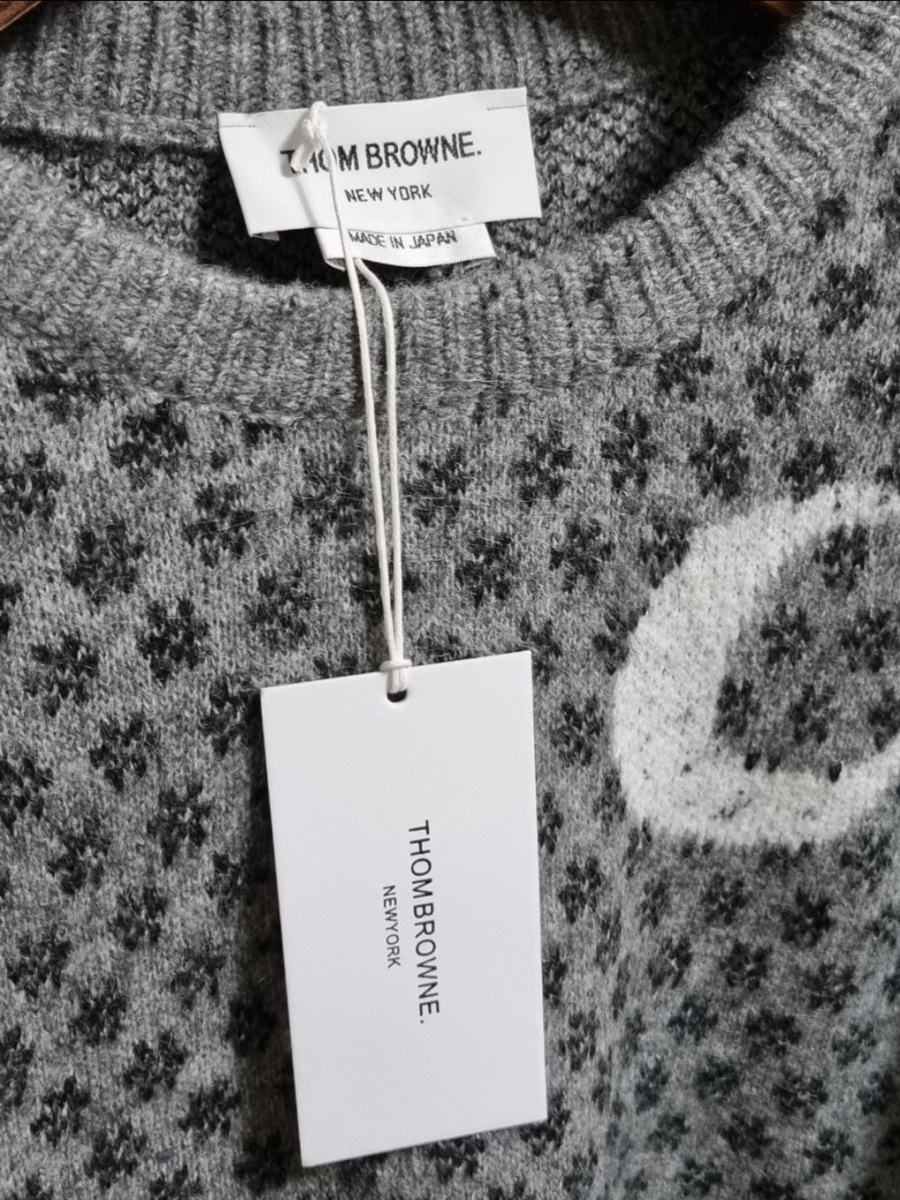 THOM BROWNE.
NEW YORK
MADE IN JAPAN
THOMBROWNE.
NEWYORK